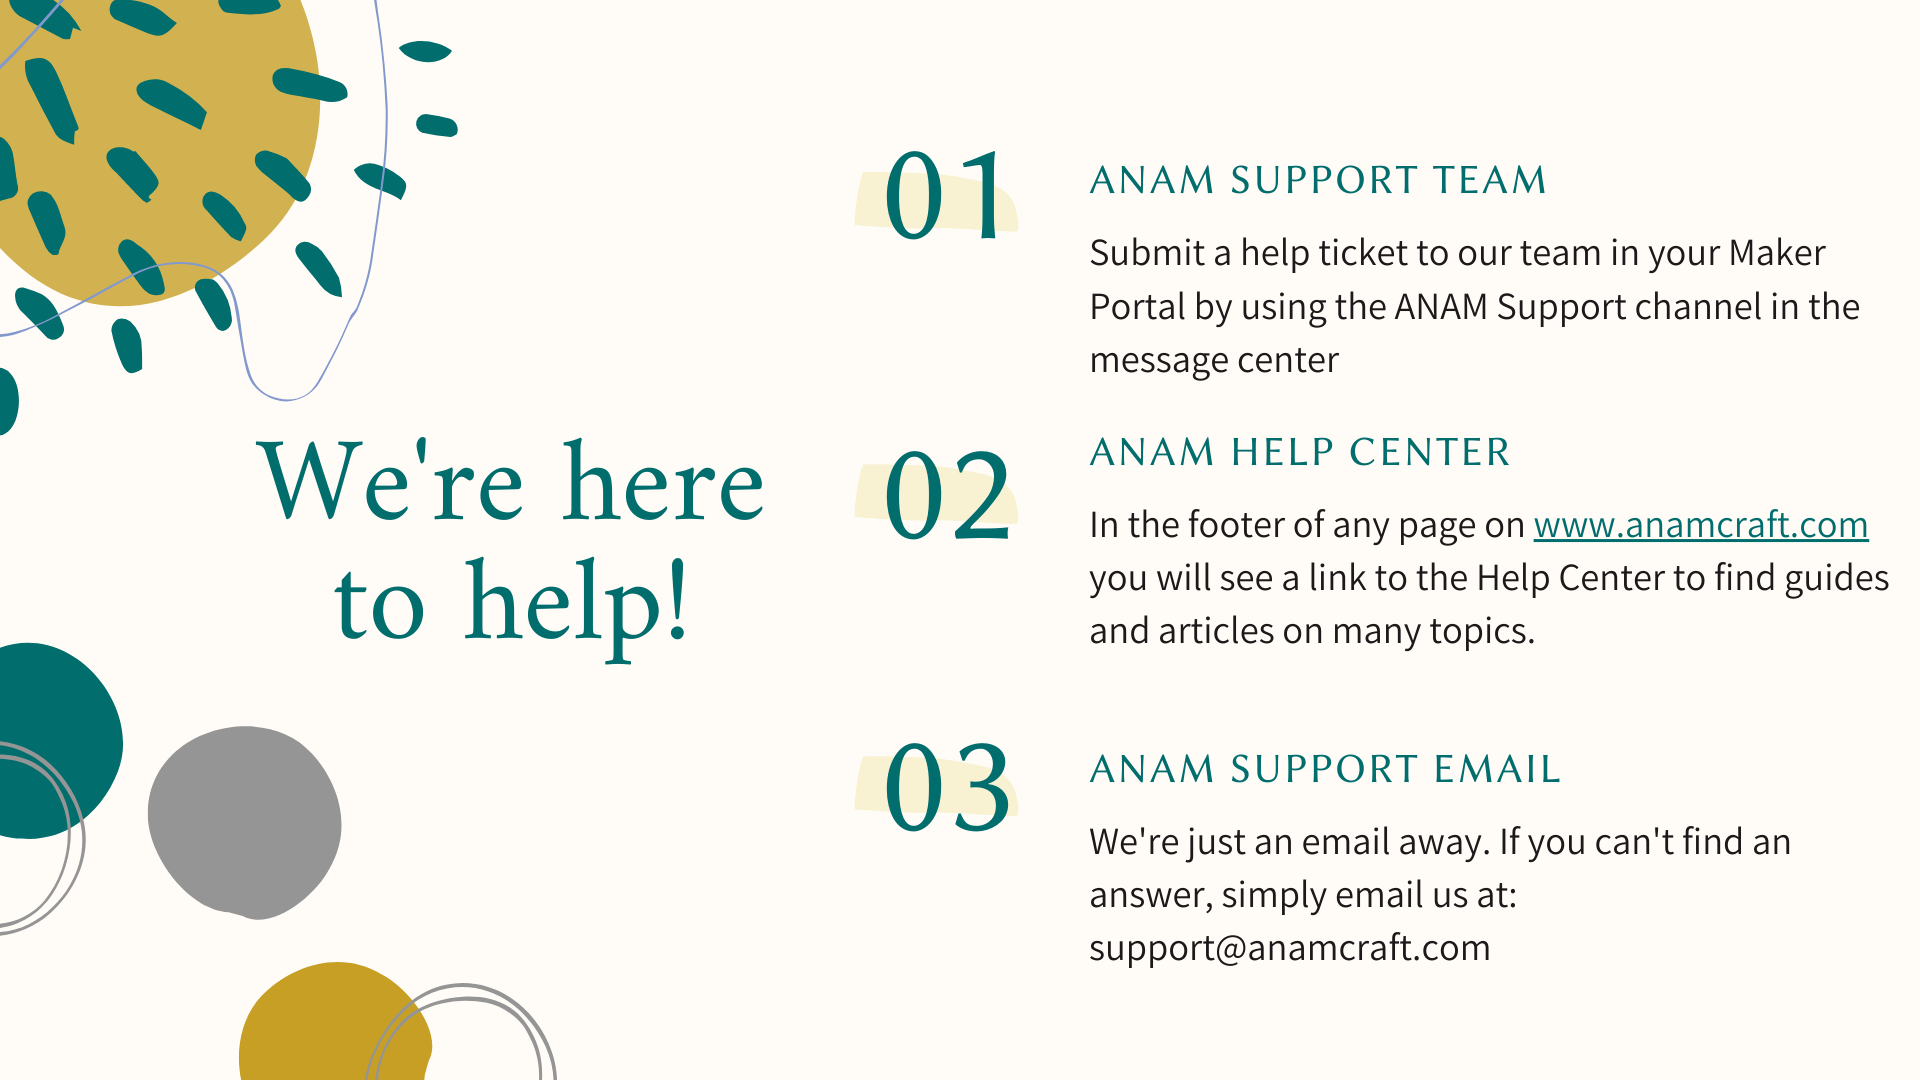 We're here
to help!
01
ANAM SUPPORT TEAM
Submit a help ticket to our team in your Maker
Portal by using the ANAM Support channel in the
message center
02
ANAM HELP CENTER
In the footer of any page on www.anamcraft.com
you will see a link to the Help Center to find guides
and articles on many topics.
03
ANAM SUPPORT EMAIL
We're just an email away. If you can't find an
answer, simply email us at:
support@anamcraft.com